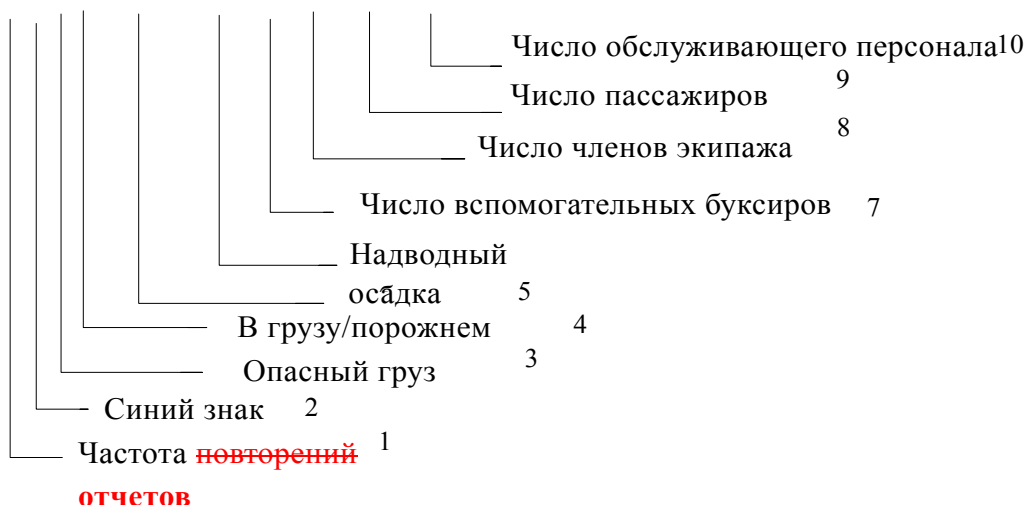 Число обслуживающего персонала10
Число пассажиров 9
Число членов экипажа 8
Число вспомогательных буксиров 7
Надводный
осадка 5
В грузу/порожнем 4
Опасный груз 3
Синий знак 2
Частота повторений 1
отчетов